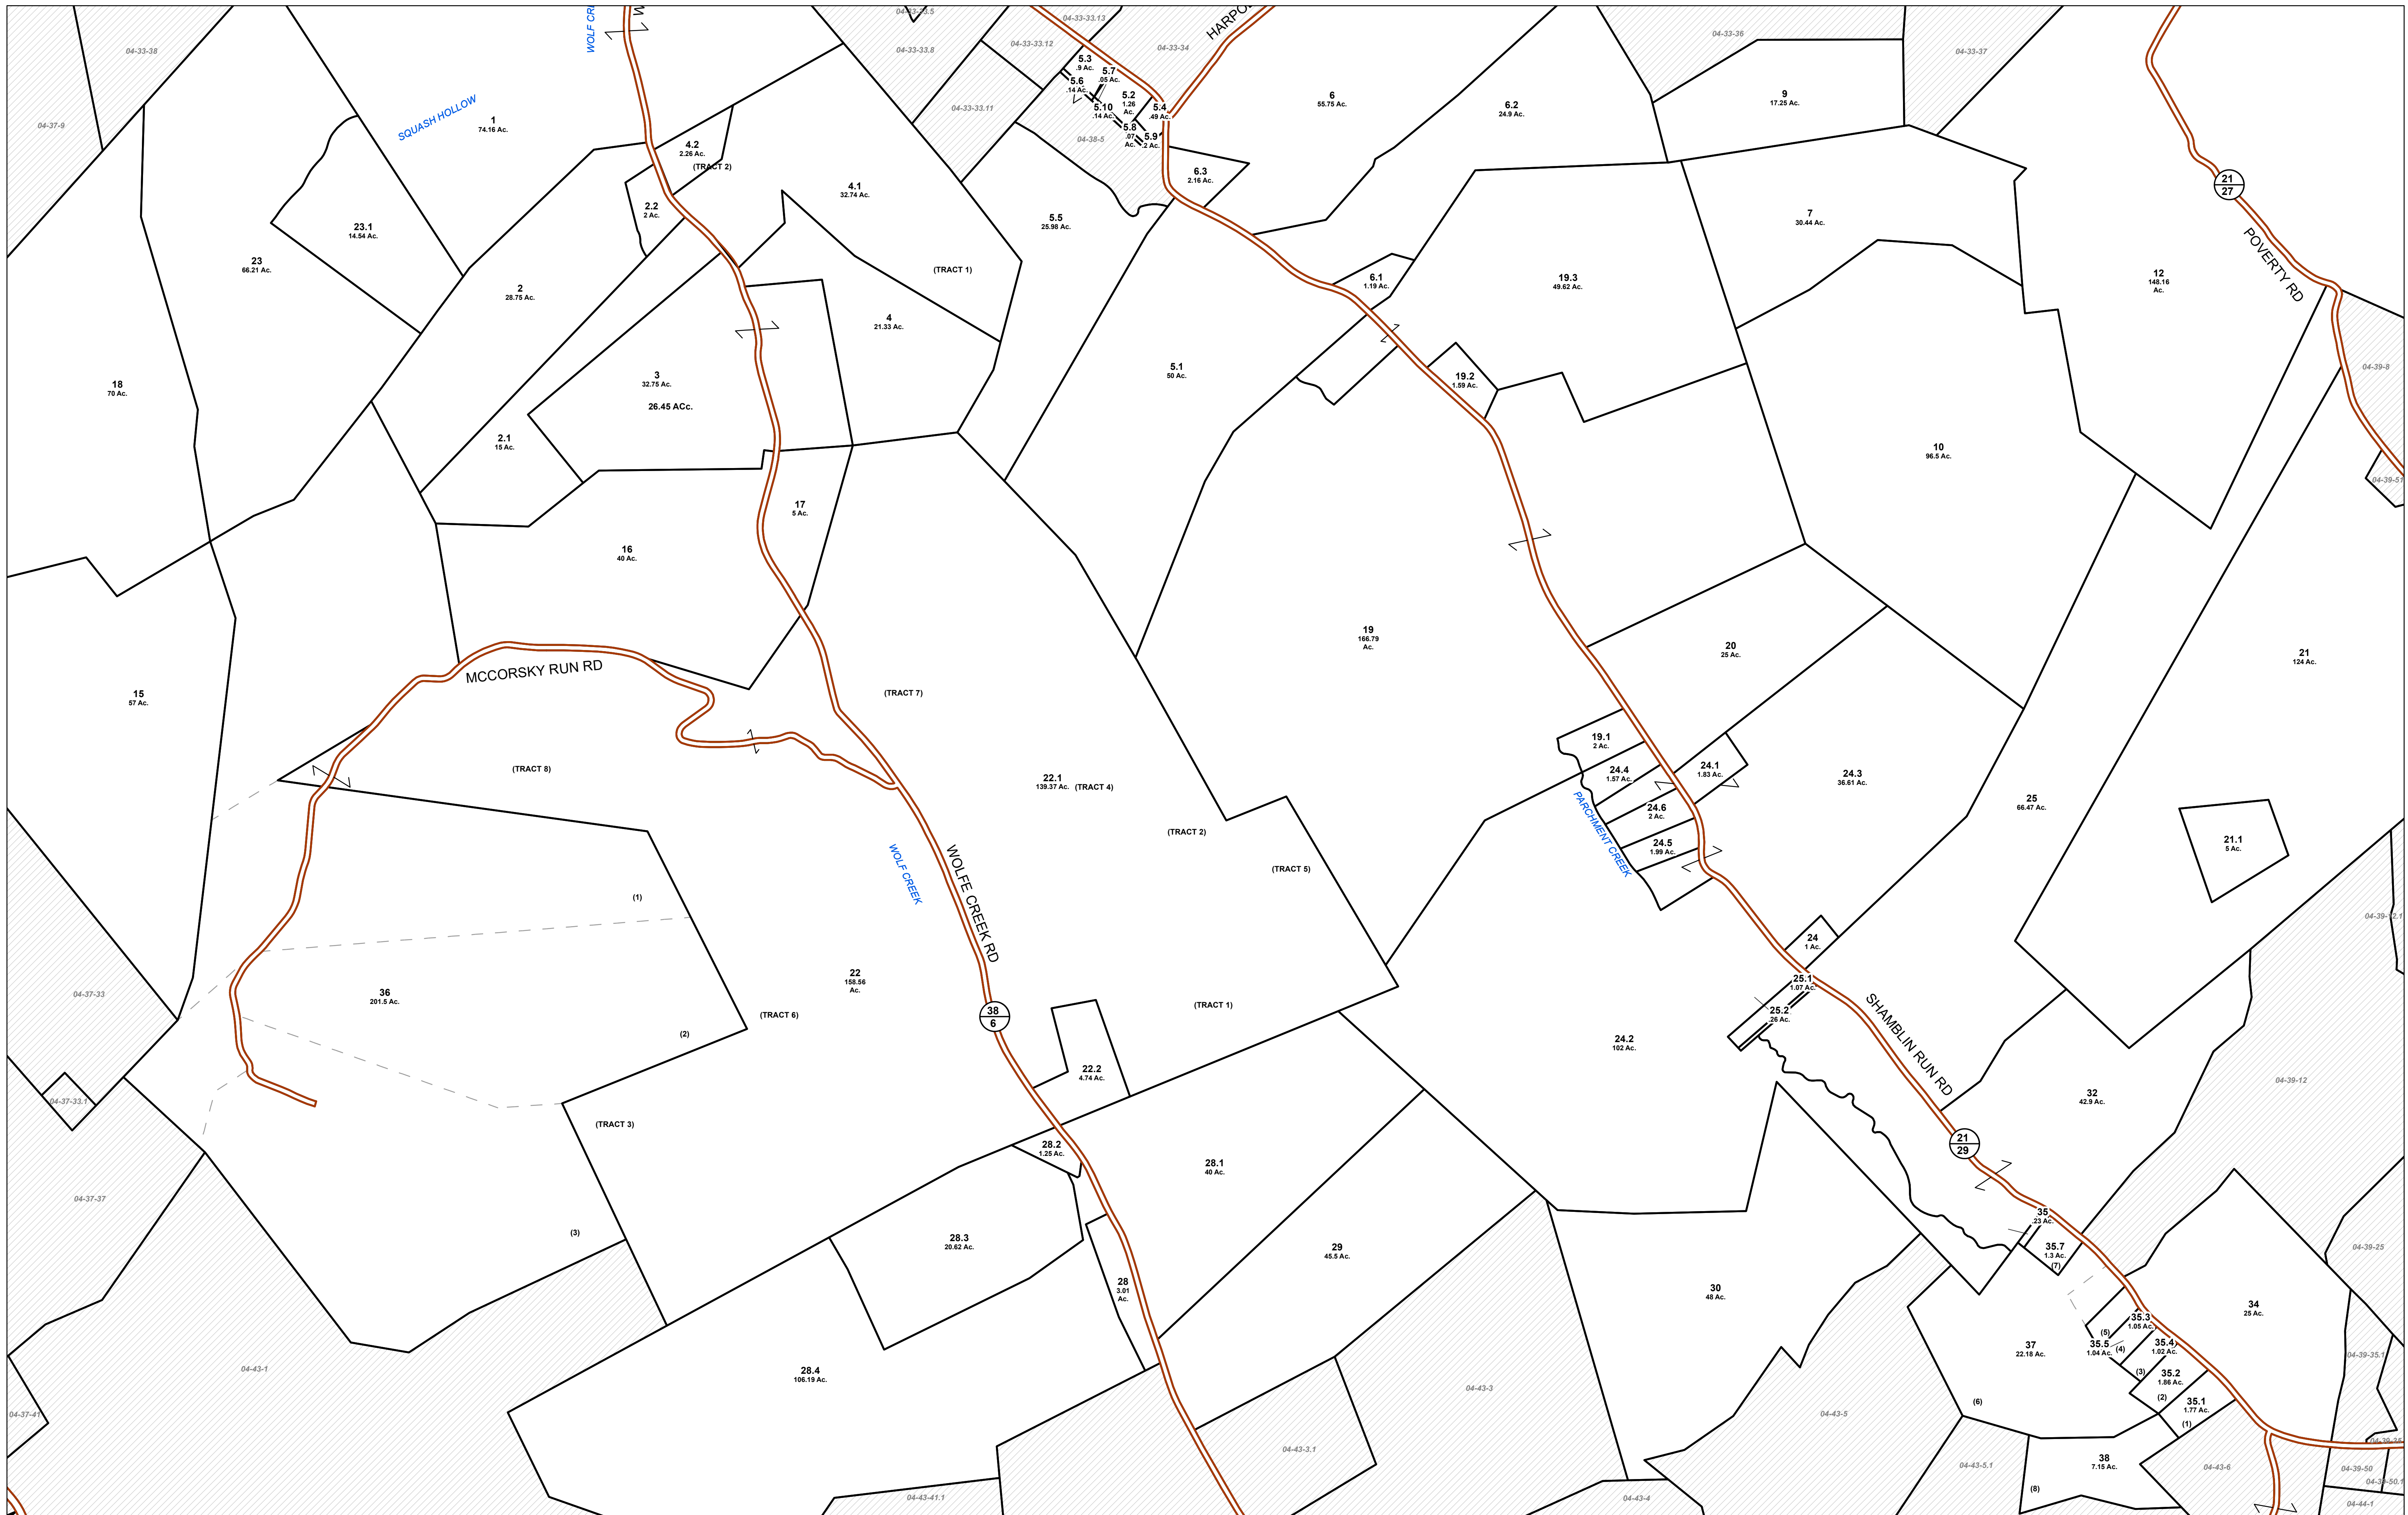 04-33-38
04-37-9
SQUASH HOLLOW
1
74.16 Ac.
04-33-33.8
04-33-33.13
04-33-33.12
04-33-34
04-33-33.11
5.3
.9 Ac.
5.7
.05 Ac.
5.6
.14 Ac.
5.2
1.26
Ac.
5.10
.14 Ac.
5.4
.49 Ac.
5.8
.07
Ac.
5.9
.2 Ac.
04-38-5
6
55.75 Ac.
6.2
24.9 Ac.
04-33-36
04-33-37
9
17.25 Ac.
21
27
POVERTY RD
4.2
2.26 Ac.
(TRACT 2)
4.1
32.74 Ac.
6.3
2.16 Ac.
2.2
2 Ac.
5.5
25.98 Ac.
7
30.44 Ac.
23.1
14.54 Ac.
23
66.21 Ac.
2
28.75 Ac.
(TRACT 1)
6.1
1.19 Ac.
19.3
49.62 Ac.
12
148.16
Ac.
4
21.33 Ac.
18
70 Ac.
3
32.75 Ac.
26.45 ACc.
5.1
50 Ac.
19.2
1.59 Ac.
04-39-8
2.1
15 Ac.
10
96.5 Ac.
04-39-51
17
5 Ac.
16
40 Ac.
19
166.79
Ac.
20
25 Ac.
21
124 Ac.
MCCORSKY RUN RD
15
57 Ac.
(TRACT 7)
19.1
2 Ac.
(TRACT 8)
22.1
139.37 Ac.
(TRACT 4)
24.4
1.57 Ac.
24.1
1.83 Ac.
24.3
36.61 Ac.
25
66.47 Ac.
24.6
2 Ac.
PARCHMENT CREEK
(TRACT 2)
24.5
1.99 Ac.
21.1
5 Ac.
WOLF CREEK
WOLFE CREEK RD
(TRACT 5)
(1)
04-39-12.1
24
1 Ac.
22
158.56
Ac.
25.1
1.07 Ac.
36
201.5 Ac.
04-37-33
(TRACT 1)
(TRACT 6)
38
6
25.2
.26 Ac.
SHAMBLIN RUN RD
(2)
24.2
102 Ac.
22.2
4.74 Ac.
04-39-12
32
42.9 Ac.
04-37-33.1
(TRACT 3)
21
29
28.2
1.25 Ac.
28.1
40 Ac.
04-37-37
35
.23 Ac.
(3)
28.3
20.62 Ac.
29
45.5 Ac.
35.7
1.3 Ac.
(7)
04-39-25
28
3.01
Ac.
30
48 Ac.
34
25 Ac.
35.3
1.05 Ac.
(5)
35.5
1.04 Ac.
(4)
35.4
1.02 Ac.
37
22.18 Ac.
04-39-35.1
04-43-1
28.4
106.19 Ac.
(3)
35.2
1.86 Ac.
04-43-3
(2)
(6)
35.1
1.77 Ac.
04-37-41
04-43-5
(1)
04-43-3.1
38
7.15 Ac.
04-43-5.1
04-43-6
04-39-50
(8)
04-43-41.1
04-43-4
04-44-1